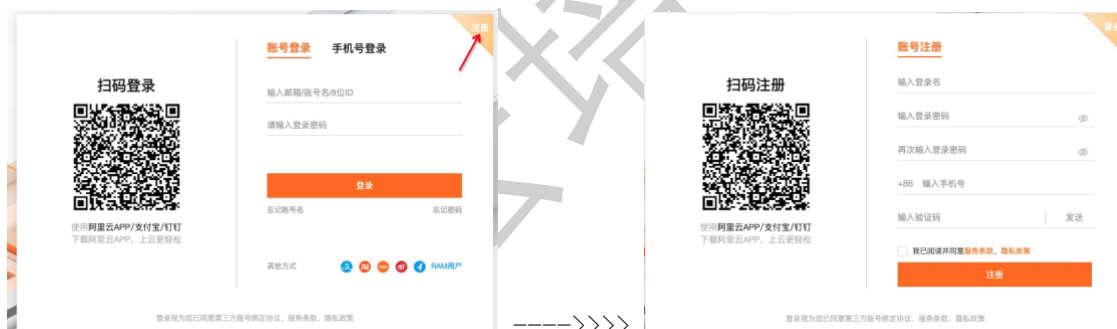 注册
账号登录 手机号登录
扫码登录
输入邮箱/账号名/8位ID
请输入登录密码
登录
忘记账号名 忘记密码
使用阿里云APP/支付宝/钉钉
下载阿里云APP，上云更轻松
其他方式 RAM用户
登录视为您已同意第三方账号绑定协议、服务条款、隐私政策
---->>>>
账号注册
扫码注册
输入登录名
输入登录密码
再次输入登录密码
+86 输入手机号
输入验证码 发送
使用阿里云APP/支付宝/钉钉
下载阿里云APP，上云更轻松
我已阅读并同意服务条款、隐私政策
注册
登录视为您已同意第三方账号绑定协议、服务条款、隐私政策